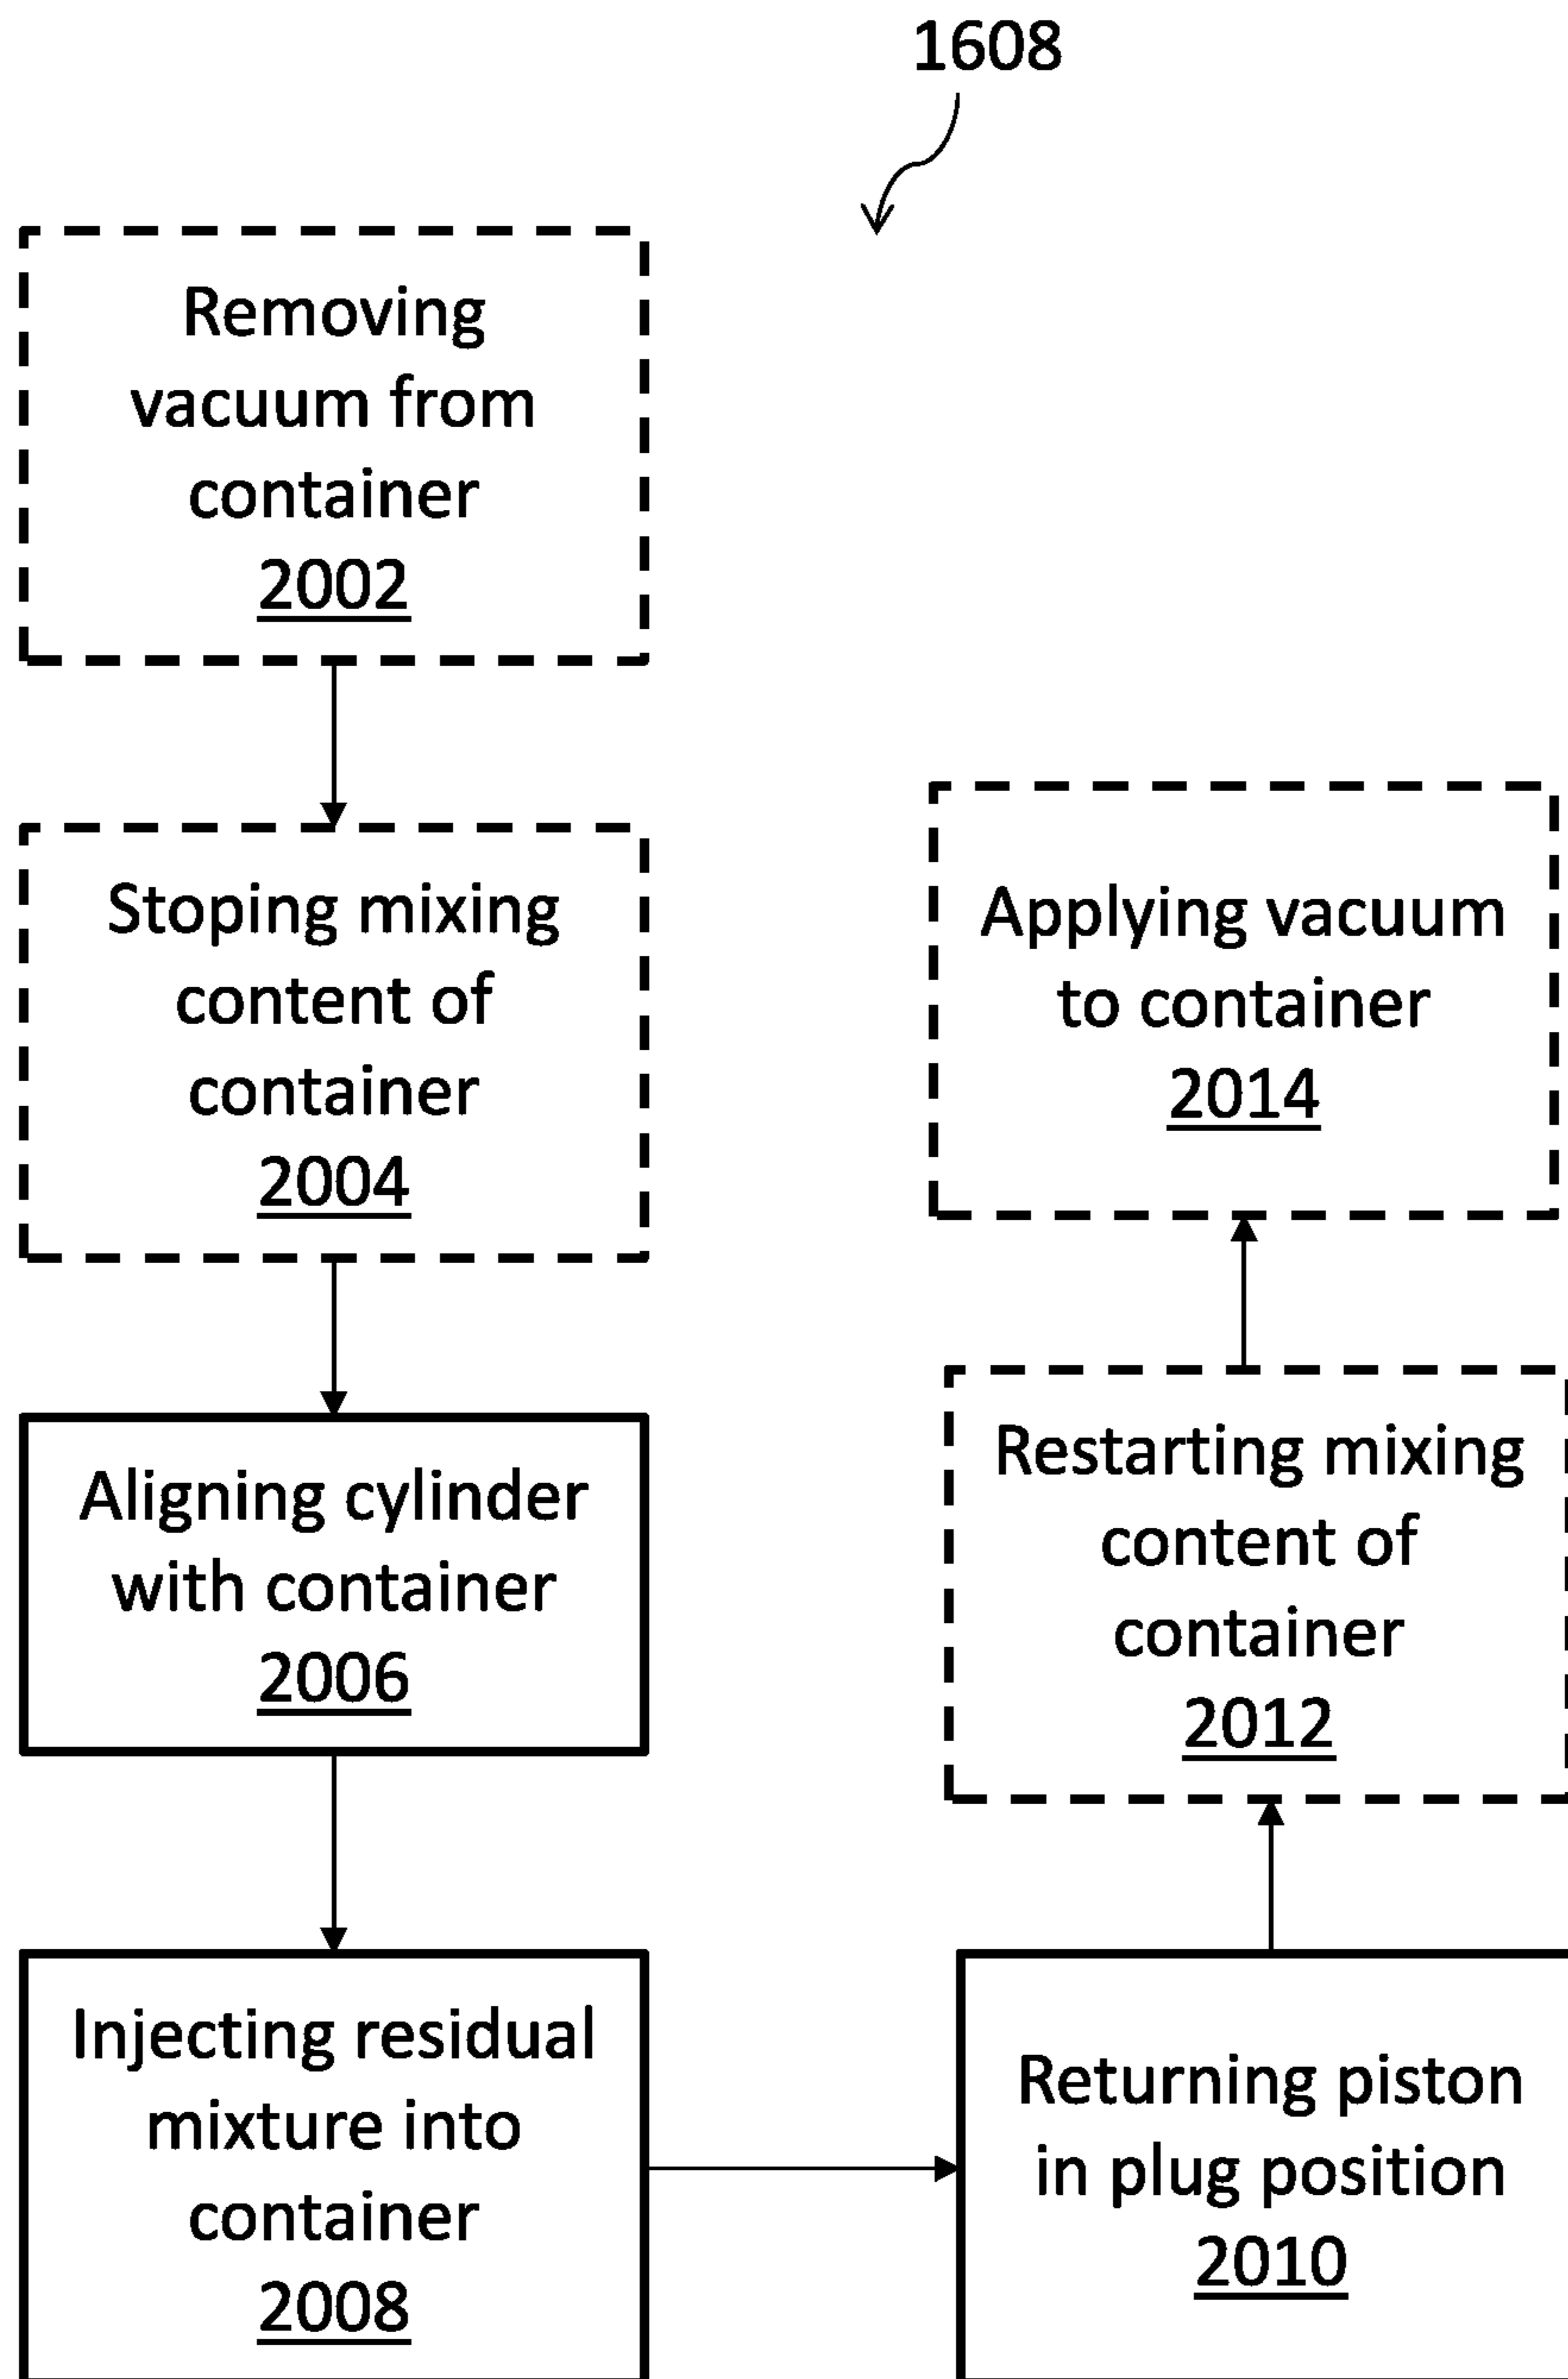 1608
Removing
vacuum from
container
2002
Stoping mixing
content of
container
2004
Aligning cylinder
with container
2006
Injecting residual
mixture into
container
2008
Returning piston
in plug position
2010
Restarting mixing
content of
container
2012
Applying vacuum
to container
2014